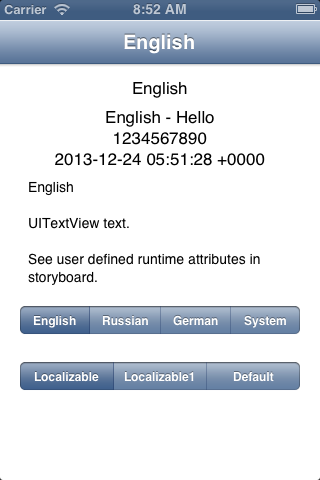 Carrier 8:52 AM
English
English
English - Hello
1234567890
2013-12-24 05:51:28 +0000
English
UITextView text.
See user defined runtime attributes in
storyboard.
English Russian German System
Localizable Localizable1 Default